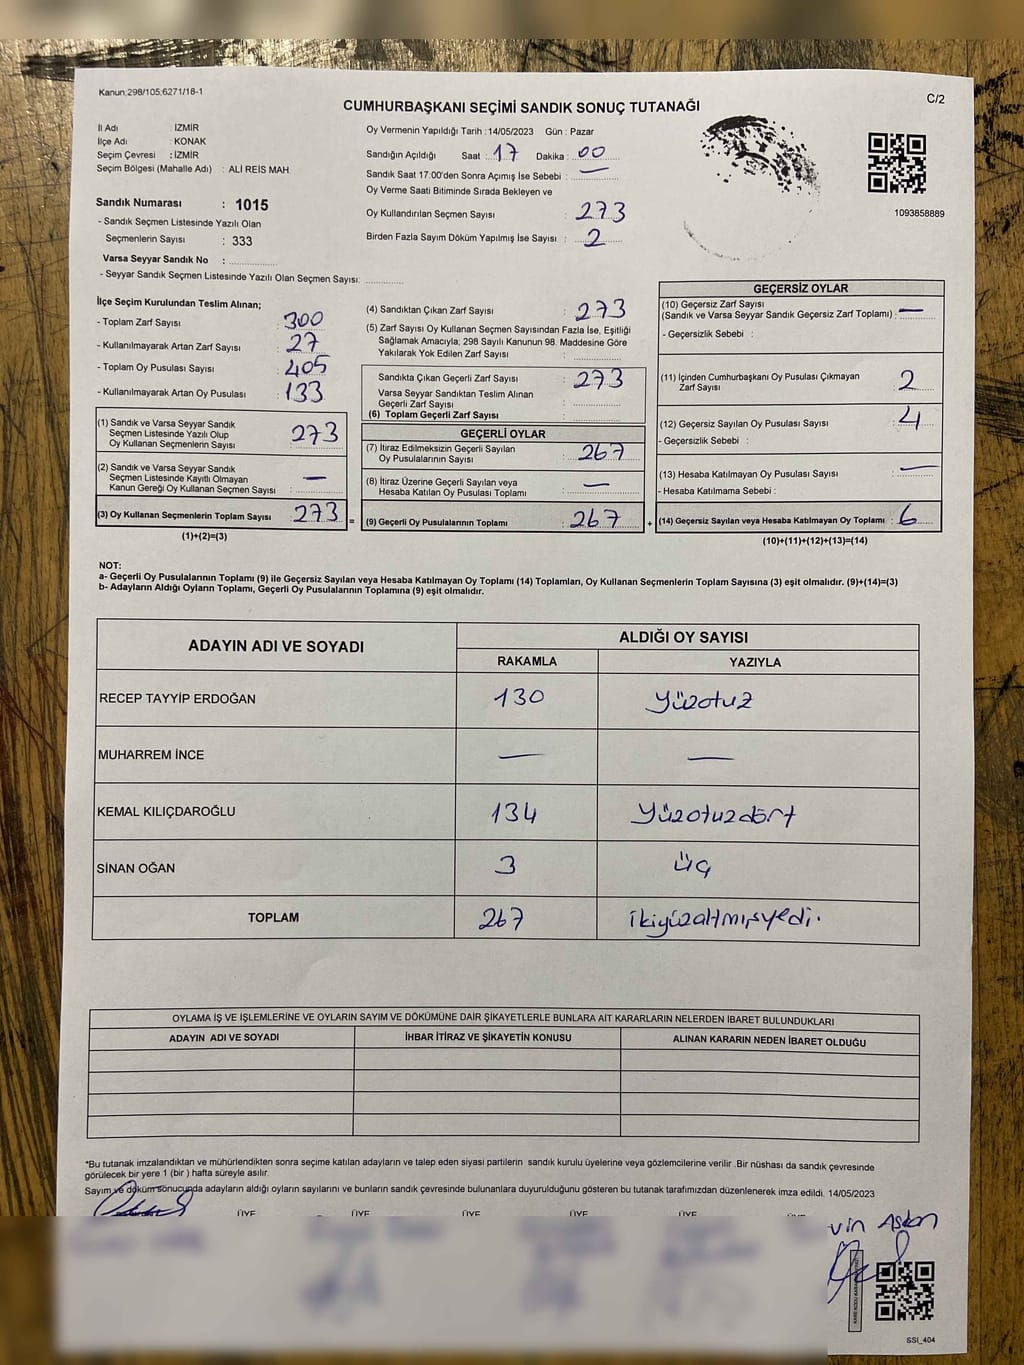 Kanun;298/105;6271/18-1
C/2
CUMHURBAŞKANI SEÇİMİ SANDIK SONUÇ TUTANAĞI
İl Adı : İZMİR
İlçe Adı : KONAK
Seçim Çevresi : İZMİR
Seçim Bölgesi (Mahalle Adı) : ALİ REİS MAH.
Sandık Numarası : 1015
- Sandık Seçmen Listesinde Yazılı Olan
Seçmenlerin Sayısı : 333
Varsa Seyyar Sandık No :
- Seyyar Sandık Seçmen Listesinde Yazılı Olan Seçmen Sayısı:
Oy Vermenin Yapıldığı Tarih : 14/05/2023 Gün : Pazar
Sandığın Açıldığı Saat : 17 Dakika : 00
Sandık Saat 17:00'den Sonra Açımış İse Sebebi : —
Oy Verme Saati Bitiminde Sırada Bekleyen ve
Oy Kullandırılan Seçmen Sayısı : 273
Birden Fazla Sayım Döküm Yapılmış İse Sayısı : 2
1093858889
İlçe Seçim Kurulundan Teslim Alınan;
- Toplam Zarf Sayısı : 300
- Kullanılmayarak Artan Zarf Sayısı : 27
- Toplam Oy Pusulası Sayısı : 405
- Kullanılmayarak Artan Oy Pusulası : 133
(1) Sandık ve Varsa Seyyar Sandık
Seçmen Listesinde Yazılı Olup
Oy Kullanan Seçmenlerin Sayısı : 273
(2) Sandık ve Varsa Seyyar Sandık
Seçmen Listesinde Kayıtlı Olmayan
Kanun Gereği Oy Kullanan Seçmen Sayısı : —
(3) Oy Kullanan Seçmenlerin Toplam Sayısı : 273 =
(1)+(2)=(3)
(4) Sandıktan Çıkan Zarf Sayısı : 273
(5) Zarf Sayısı Oy Kullanan Seçmen Sayısından Fazla İse, Eşitliği
Sağlamak Amacıyla; 298 Sayılı Kanunun 98. Maddesine Göre
Yakılarak Yok Edilen Zarf Sayısı :
Sandıkta Çıkan Geçerli Zarf Sayısı : 273
Varsa Seyyar Sandıktan Teslim Alınan
Geçerli Zarf Sayısı :
(6) Toplam Geçerli Zarf Sayısı :
GEÇERLİ OYLAR
(7) İtiraz Edilmeksizin Geçerli Sayılan
Oy Pusulalarının Sayısı : 267
(8) İtiraz Üzerine Geçerli Sayılan veya
Hesaba Katılan Oy Pusulası Toplamı : —
(9) Geçerli Oy Pusulalarının Toplamı : 267 +
GEÇERSİZ OYLAR
(10) Geçersiz Zarf Sayısı
(Sandık ve Varsa Seyyar Sandık Geçersiz Zarf Toplamı) : —
- Geçersizlik Sebebi :
(11) İçinden Cumhurbaşkanı Oy Pusulası Çıkmayan
Zarf Sayısı : 2
(12) Geçersiz Sayılan Oy Pusulası Sayısı : 4
- Geçersizlik Sebebi :
(13) Hesaba Katılmayan Oy Pusulası Sayısı : —
- Hesaba Katılmama Sebebi :
(14) Geçersiz Sayılan veya Hesaba Katılmayan Oy Toplamı : 6
(10)+(11)+(12)+(13)=(14)
NOT:
a- Geçerli Oy Pusulalarının Toplamı (9) ile Geçersiz Sayılan veya Hesaba Katılmayan Oy Toplamı (14) Toplamları, Oy Kullanan Seçmenlerin Toplam Sayısına (3) eşit olmalıdır. (9)+(14)=(3)
b- Adayların Aldığı Oyların Toplamı, Geçerli Oy Pusulalarının Toplamına (9) eşit olmalıdır.
ADAYIN ADI VE SOYADI
ALDIĞI OY SAYISI
RAKAMLA YAZIYLA
RECEP TAYYİP ERDOĞAN 130 Yüzotuz
MUHARREM İNCE — —
KEMAL KILIÇDAROĞLU 134 Yüzotuzdört
SİNAN OĞAN 3 üç
TOPLAM 267 ikiyüzaltmışyedi.
OYLAMA İŞ VE İŞLEMLERİNE VE OYLARIN SAYIM VE DÖKÜMÜNE DAİR ŞİKAYETLERLE BUNLARA AİT KARARLARIN NELERDEN İBARET BULUNDUKLARI
ADAYIN ADI VE SOYADI İHBAR İTİRAZ VE ŞİKAYETİN KONUSU ALINAN KARARIN NEDEN İBARET OLDUĞU
*Bu tutanak imzalandıktan ve mühürlendikten sonra seçime katılan adayların ve talep eden siyasi partilerin sandık kurulu üyelerine veya gözlemcilerine verilir .Bir nüshası da sandık çevresinde
görülecek bir yere 1 (bir ) hafta süreyle asılır.
Sayım ve döküm sonucunda adayların aldığı oyların sayılarını ve bunların sandık çevresinde bulunanlara duyurulduğunu gösteren bu tutanak tarafımızdan düzenlenerek imza edildi. 14/05/2023
ÜYE ÜYE ÜYE ÜYE ÜYE
SSİ_404